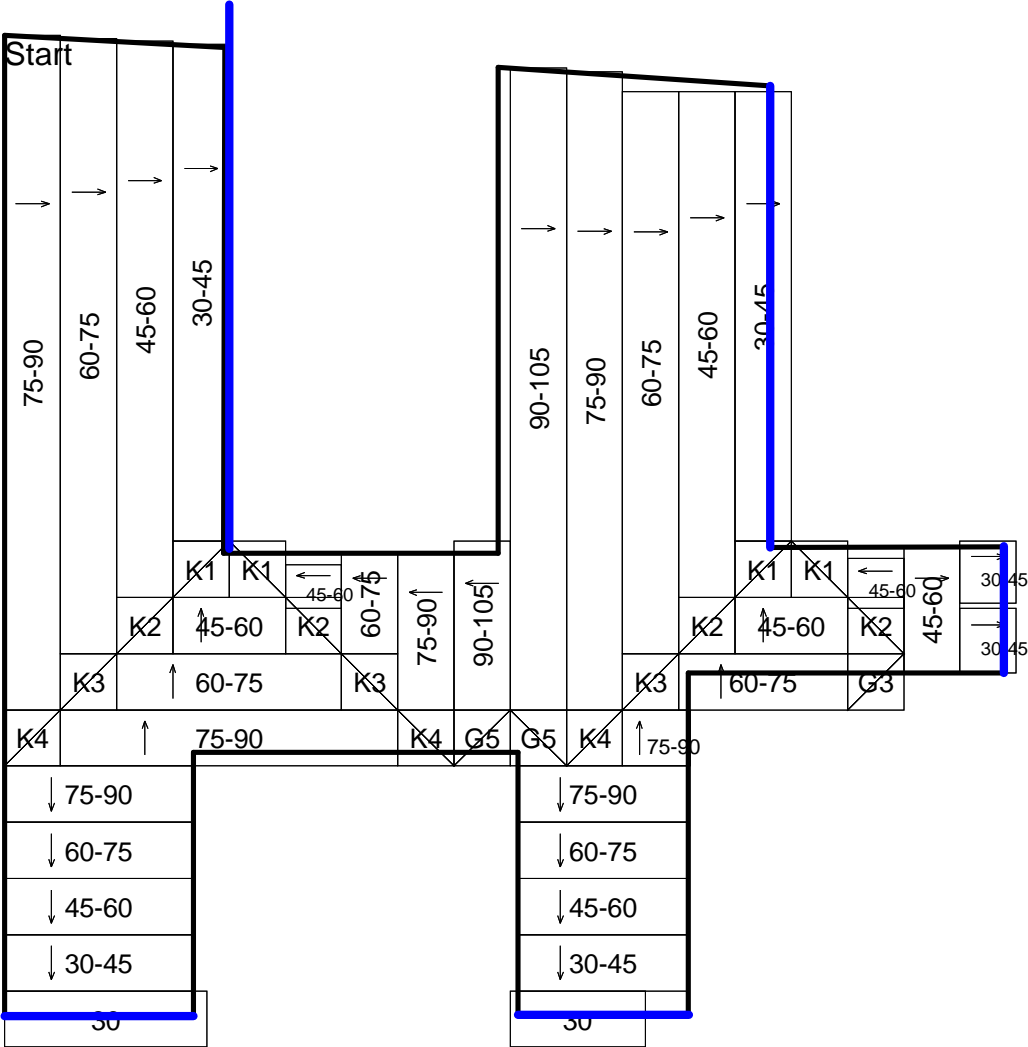 Start
75-90
60-75
45-60
30-45
90-105
75-90
60-75
45-60
30-45
K1 K1 45-60 60-75 75-90 90-105 K1 K1 45-60 45-60 30-45
K2 45-60 K2 K2 45-60 K2 30-45
K3 60-75 K3 K3 60-75 G3
K4 75-90 K4 G5 G5 K4 75-90
75-90 75-90
60-75 60-75
45-60 45-60
30-45 30-45
30 30